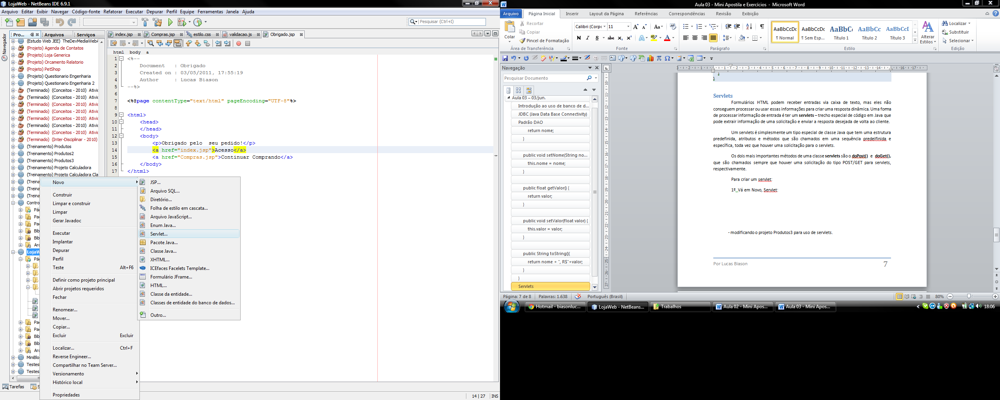 LojaWeb - NetBeans IDE 6.9.1
Arquivo Editar Exibir Navegar Código-fonte Refatorar Executar Depurar Perfil Equipe Ferramentas Janela Ajuda
Pesquisar (Ctrl+I)
Pro... Arquivos Serviços
Navegador
(Estudo Web JEE) TheDevMediaWebA
(Projeto) Agenda de Contatos
(Projeto) Loja Generica
(Projeto) Orcamento Relatorio
(Projeto) PetShop
(Projeto) Questionario Engenharia
(Projeto) Questionario Engenharia 2
(Terminado) (Conceitos - 2010) Ativic
(Terminado) (Conceitos - 2010) Ativic
(Terminado) (Conceitos - 2010) Ativic
(Terminado) (Conceitos - 2010) Ativic
(Terminado) (Conceitos - 2010) Ativic
(Terminado) (Conceitos - 2010) Ativic
(Terminado) (Conceitos - 2010) Ativic
(Terminado) (Inter-Disciplinar - 2010)
(Treinamento) Produtos
(Treinamento) Produtos2
(Treinamento) Produtos3
(Treinamento) Projeto Calculadora
(Treinamento) Projeto Calculadora Cla
(Treina
(Treina
(Treina
Contro
Pág
Pac
Pac
Bib
Bib
Arq
LojaW
Pág
Pac
Pac
Bib
Bib
Arq
MiniBlo
Testes
Testes
Tarefas
index.jsp Compras.jsp estilo.css validacao.js Obrigado.jsp
html body a
1 <%--
2 Document : Obrigado
3 Created on : 03/05/2011, 17:55:19
4 Author : Lucas Biason
5 --%>
6
7 <%@page contentType="text/html" pageEncoding="UTF-8"%>
8
9 <html>
10 <head>
11 </head>
12 <body>
13 <p>Obrigado pelo  seu pedido!</p>
14 <a href="index.jsp">Acesso</a>
15 <a href="Compras.jsp">Continuar Comprando</a>
16 </body>
17 </html>
Novo
Construir
Limpar e construir
Limpar
Gerar Javadoc
Executar
Implantar
Depurar
Perfil
Teste Alt+F6
Definir como projeto principal
Abrir projetos requeridos
Fechar
Renomear...
Mover...
Copiar...
Excluir Excluir
Localizar... Ctrl+F
Reverse Engineer...
Compartilhar no Team Server...
Versionamento
Histórico local
Propriedades
JSP...
Arquivo SQL...
Diretório...
Folha de estilo em cascata...
Arquivo JavaScript...
Enum Java...
Servlet...
Pacote Java...
Classe Java...
XHTML...
ICEfaces Facelets Template...
Formulário JFrame...
HTML...
Classe da entidade...
Classes de entidade do banco de dados...
Outro...
14 | 27 INS
Aula 03 - Mini Apostila e Exercícios - Microsoft Word
Arquivo Página Inicial Inserir Layout da Página Referências Correspondências Revisão Exibição
Colar
Recortar
Copiar
Pincel de Formatação
Área de Transferência
Calibri (Corpo 11
N I S abc
Fonte
Parágrafo
AaBbCcDc AaBbCcDc AaBbC AaBbCc AaBbCcI
¶ Normal ¶ Sem Esp... Título 1 Título 2 Título 3
Alterar Estilos
Estilo
Localizar
Substituir
Selecionar
Edição
Navegação
Pesquisar Documento
Aula 03 – 03/jun.
Introdução ao uso de banco de d...
JDBC (Java Data Base Connectivity)
Padrão DAO
return nome;
}
public void setNome(String no...
this.nome = nome;
}
public float getValor() {
return valor;
}
public void setValor(float valor) {
this.valor = valor;
}
public String toString(){
return nome + ", R$"+valor;
}
}
Servlets
}
}
Servlets
Formulários HTML podem receber entradas via caixa de texto, mas eles não
conseguem processar ou usar essas informações para criar uma resposta dinâmica. Uma forma
de processar informação de entrada é ter um servlets – trecho especial de código em Java que
pode extrair informação de uma solicitação e enviar a resposta desejada de volta ao cliente.
Um servlets é simplesmente um tipo especial de classe Java que tem uma estrutura
predefinida, atributos e métodos que são chamados em uma sequência predeifinida e
específica, toda vez que houver uma solicitação para o servlets.
Os dois mais importantes métodos de uma classe servlets são o doPost() e doGet(),
que são chamados sempre que houver uma solicitação do tipo POST/GET para servlets,
respectivamente.
Para criar um servlet:
1º Vá em Novo, Servlet:
- modificando o projeto Produtos3 para uso de servlets.
Por Lucas Biason 7
Página: 7 de 8 Palavras: 1.638 Português (Brasil) 80%
Hotmail - biasonluc... LojaWeb - NetBeans... Trabalhos Aula 02 - Mini Apos... Aula 03 - Mini Apos... 18:06